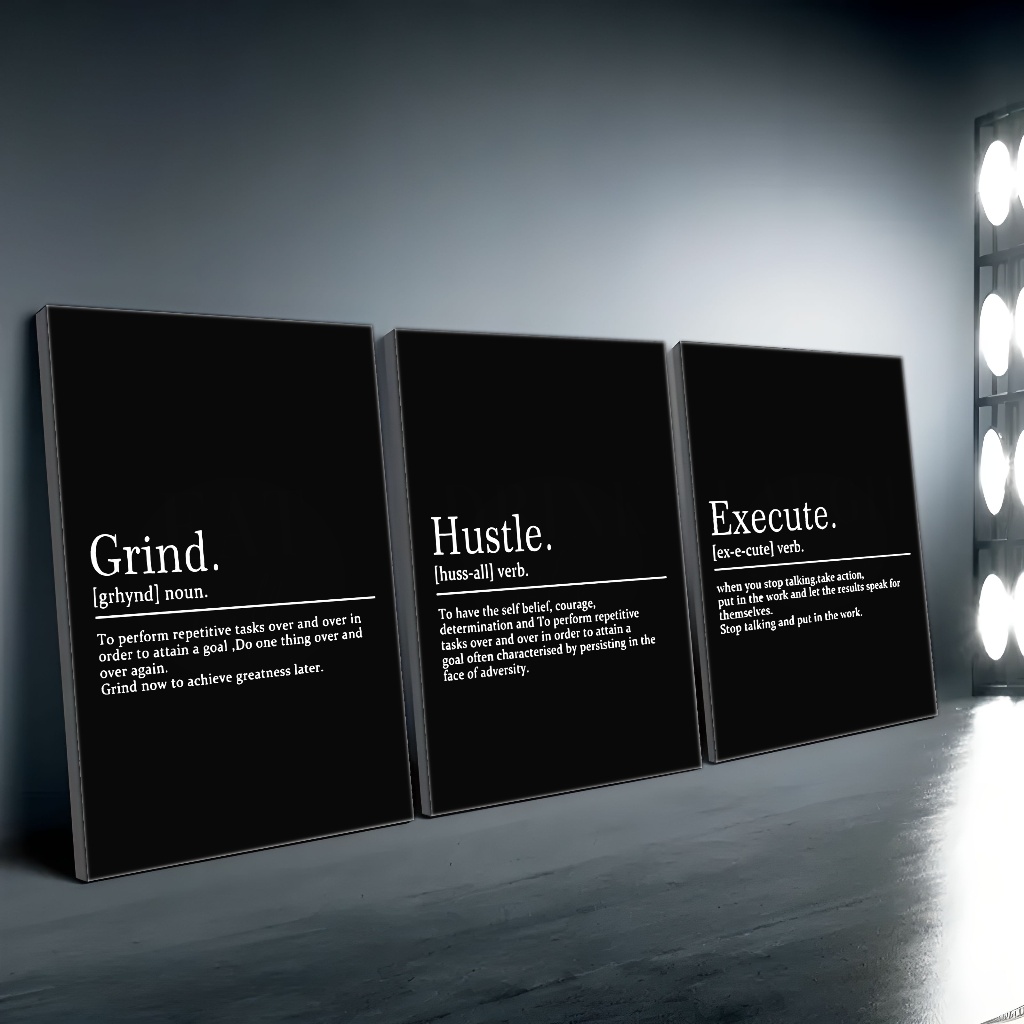 Grind.
[grhynd] noun.
To perform repetitive tasks over and over in
order to attain a goal ,Do one thing over and
over again.
Grind now to achieve greatness later.
Hustle.
[huss-all] verb.
To have the self belief, courage,
determination and To perform repetitive
tasks over and over in order to attain a
goal often characterised by persisting in the
face of adversity.
Execute.
[ex-e-cute] verb.
when you stop talking.take action,
put in the work and let the results speak for
themselves.
Stop talking and put in the work.